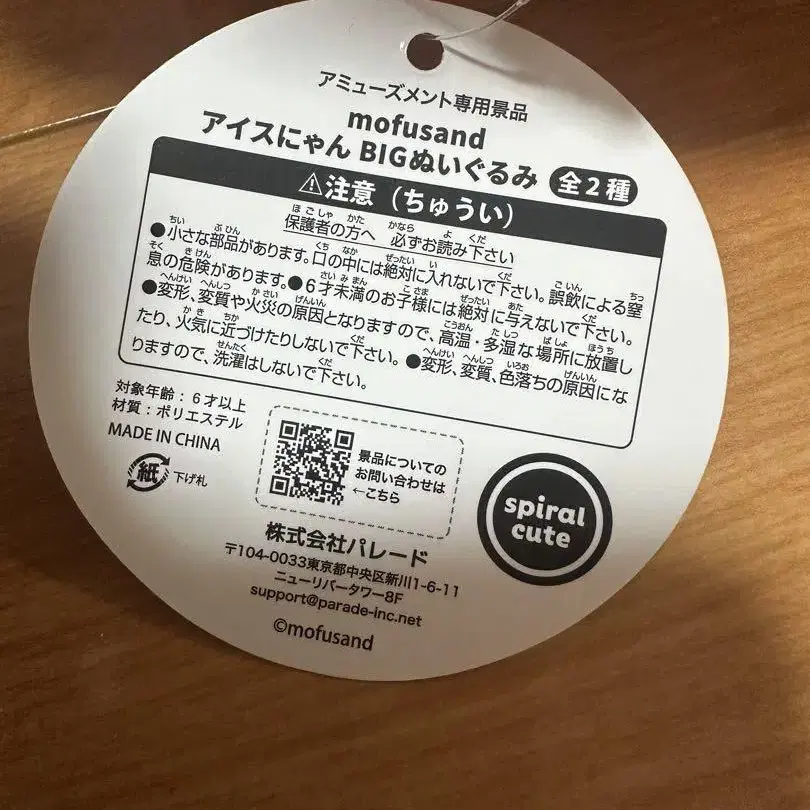 アミューズメント専用景品
mofusand
アイスにゃん BIGぬいぐるみ 全2種
⚠注意（ちゅうい）
保護者の方へ 必ずお読み下さい
●小さな部品があります。口の中には絶対に入れないで下さい。誤飲による窒
息の危険があります。●6才未満のお子様には絶対に与えないで下さい。
●変形、変質や火災の原因となりますので、高温・多湿な場所に放置し
たり、火気に近づけたりしないで下さい。●変形、変質、色落ちの原因にな
りますので、洗濯はしないで下さい。
対象年齢：6才以上
材質：ポリエステル
MADE IN CHINA
紙 下げ札
景品についての
お問い合わせは
←こちら
spiral
cute
株式会社パレード
〒104-0033東京都中央区新川1-6-11
ニューリバータワー8F
support@parade-inc.net
©mofusand